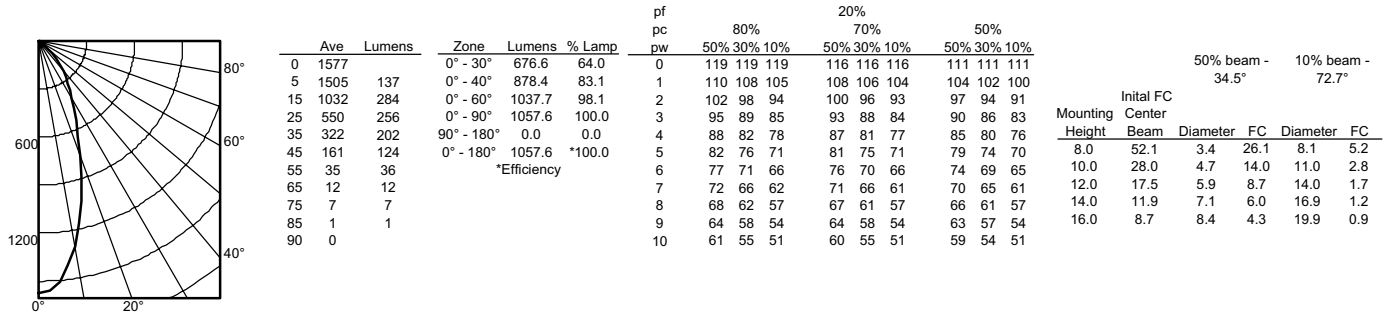 600
1200
0°
20°
40°
60°
80°
Ave Lumens
0 1577
5 1505 137
15 1032 284
25 550 256
35 322 202
45 161 124
55 35 36
65 12 12
75 7 7
85 1 1
90 0
Zone Lumens % Lamp
0° - 30° 676.6 64.0
0° - 40° 878.4 83.1
0° - 60° 1037.7 98.1
0° - 90° 1057.6 100.0
90° - 180° 0.0 0.0
0° - 180° 1057.6 *100.0
*Efficiency
pf 20%
pc 80% 70% 50%
pw 50% 30% 10% 50% 30% 10% 50% 30% 10%
0 119 119 119 116 116 116 111 111 111
1 110 108 105 108 106 104 104 102 100
2 102 98 94 100 96 93 97 94 91
3 95 89 85 93 88 84 90 86 83
4 88 82 78 87 81 77 85 80 76
5 82 76 71 81 75 71 79 74 70
6 77 71 66 76 70 66 74 69 65
7 72 66 62 71 66 61 70 65 61
8 68 62 57 67 61 57 66 61 57
9 64 58 54 64 58 54 63 57 54
10 61 55 51 60 55 51 59 54 51
50% beam - 10% beam -
34.5° 72.7°
Inital FC
Mounting Center
Height Beam Diameter FC Diameter FC
8.0 52.1 3.4 26.1 8.1 5.2
10.0 28.0 4.7 14.0 11.0 2.8
12.0 17.5 5.9 8.7 14.0 1.7
14.0 11.9 7.1 6.0 16.9 1.2
16.0 8.7 8.4 4.3 19.9 0.9